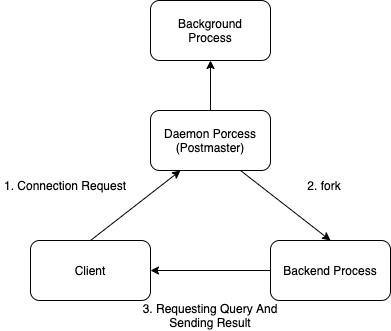 Background
Process
Daemon Porcess
(Postmaster)
1. Connection Request
2. fork
Client
Backend Process
3. Requesting Query And
Sending Result